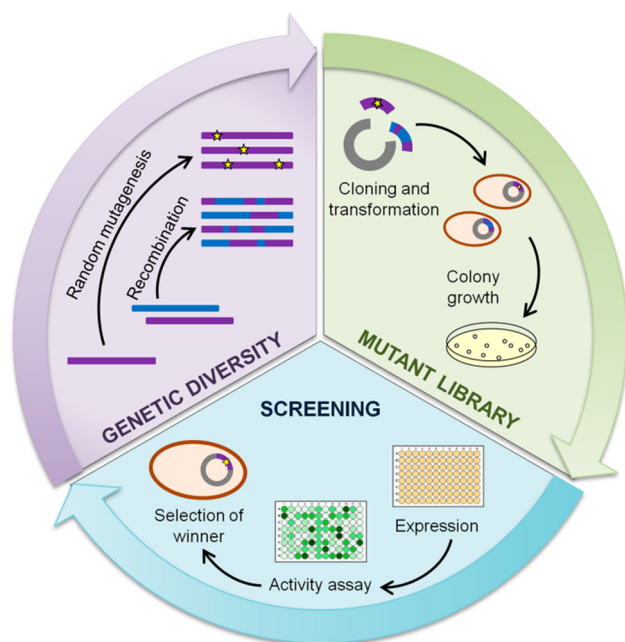 Random mutagenesis
Recombination
GENETIC DIVERSITY
Cloning and
transformation
Colony
growth
MUTANT LIBRARY
SCREENING
Expression
Activity assay
Selection of
winner